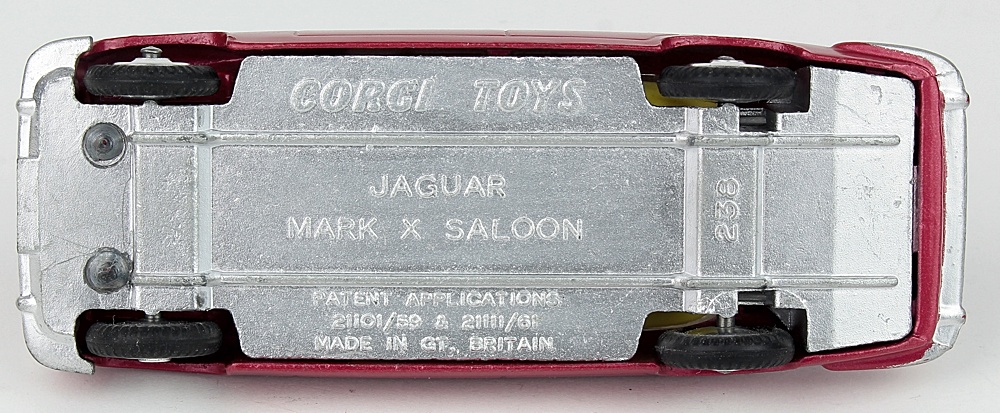 CORGI TOYS
JAGUAR
MARK X SALOON
238
PATENT APPLICATIONS
21101/59 & 21111/61
MADE IN GT. BRITAIN